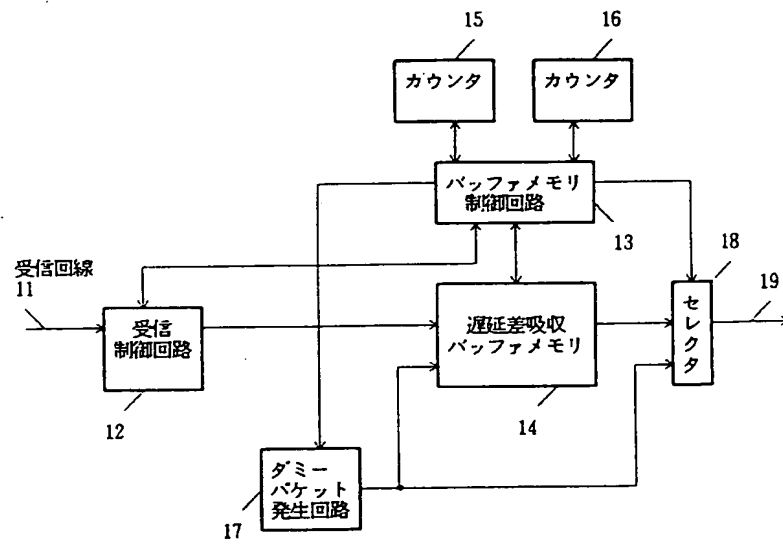 15
16
カウンタ
カウンタ
バッファメモリ
制御回路
13
18
受信回線
11
19
受信
制御回路
遅延差吸収
バッファメモリ
セレクタ
12
14
ダミー
パケット
発生回路
17